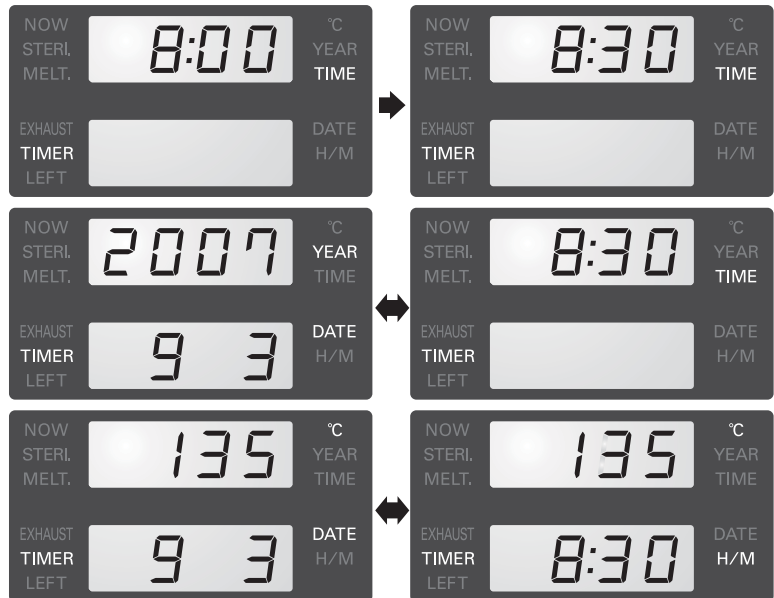 NOW 8:00 °C
STERI. YEAR
MELT. TIME
EXHAUST DATE
TIMER H/M
LEFT
NOW 8:30 °C
STERI. YEAR
MELT. TIME
EXHAUST DATE
TIMER H/M
LEFT
NOW 2007 °C
STERI. YEAR
MELT. TIME
EXHAUST 9 3 DATE
TIMER H/M
LEFT
NOW 8:30 °C
STERI. YEAR
MELT. TIME
EXHAUST DATE
TIMER H/M
LEFT
NOW 135 °C
STERI. YEAR
MELT. TIME
EXHAUST 9 3 DATE
TIMER H/M
LEFT
NOW 135 °C
STERI. YEAR
MELT. TIME
EXHAUST 8:30 DATE
TIMER H/M
LEFT